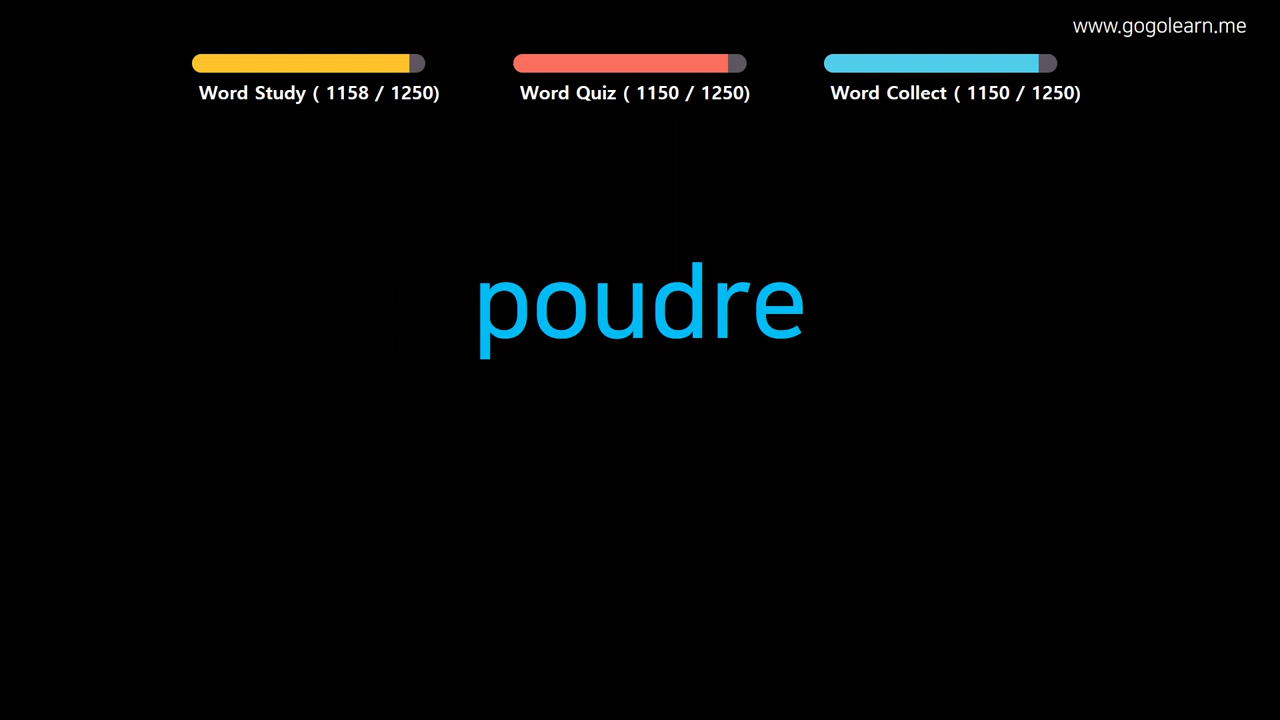 www.gogolearn.me
Word Study ( 1158 / 1250)
Word Quiz ( 1150 / 1250)
Word Collect ( 1150 / 1250)
poudre